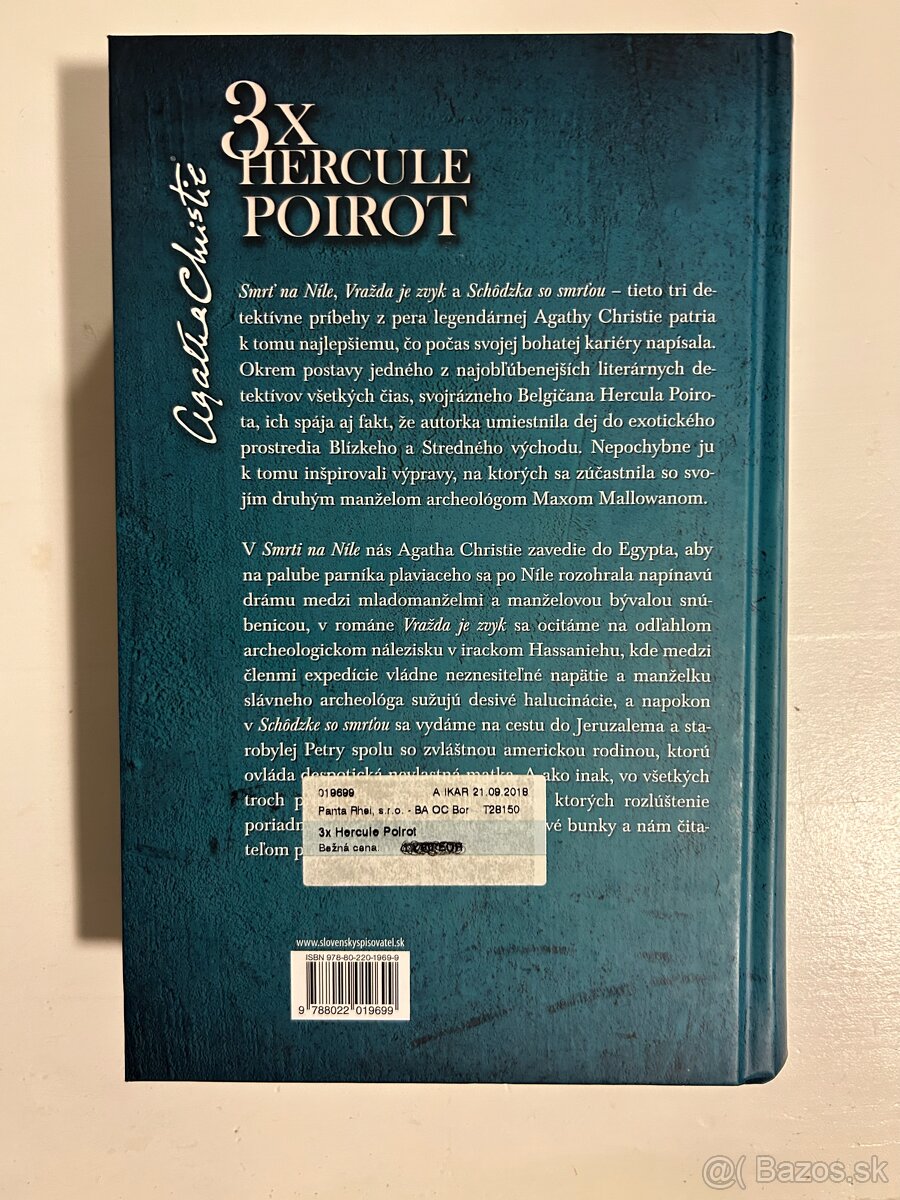 3x
HERCULE
POIROT
Agatha Christie
Smrť na Níle, Vražda je zvyk a Schôdzka so smrťou – tieto tri de-
tektívne príbehy z pera legendárnej Agathy Christie patria
k tomu najlepšiemu, čo počas svojej bohatej kariéry napísala.
Okrem postavy jedného z najobľúbenejších literárnych de-
tektívov všetkých čias, svojrázneho Belgičana Hercula Poiro-
ta, ich spája aj fakt, že autorka umiestnila dej do exotického
prostredia Blízkeho a Stredného východu. Nepochybne ju
k tomu inšpirovali výpravy, na ktorých sa zúčastnila so svo-
jím druhým manželom archeológom Maxom Mallowanom.
V Smrti na Níle nás Agatha Christie zavedie do Egypta, aby
na palube parníka plaviaceho sa po Níle rozohrala napínavú
drámu medzi mladomanželmi a manželovou bývalou snú-
benicou, v románe Vražda je zvyk sa ocitáme na odľahlom
archeologickom nálezisku v irackom Hassaniehu, kde medzi
členmi expedície vládne neznesiteľné napätie a manželku
slávneho archeológa sužujú desivé halucinácie, a napokon
v Schôdzke so smrťou sa vydáme na cestu do Jeruzalema a sta-
robylej Petry spolu so zvláštnou americkou rodinou, ktorú
ovláda despotická nevlastná matka. A ako inak, vo všetkých
troch ktorých rozlúštenie
poriadn vé bunky a nám čita-
teľom
019699 A IKAR 21.09.2018
Panta Rhei, s.r.o. - BA OC Bor T28150
3x Hercule Poirot
Bežná cena:
www.slovenskyspisovatel.sk
ISBN 978-80-220-1969-9
9 788022 019699
@( Bazos.sk